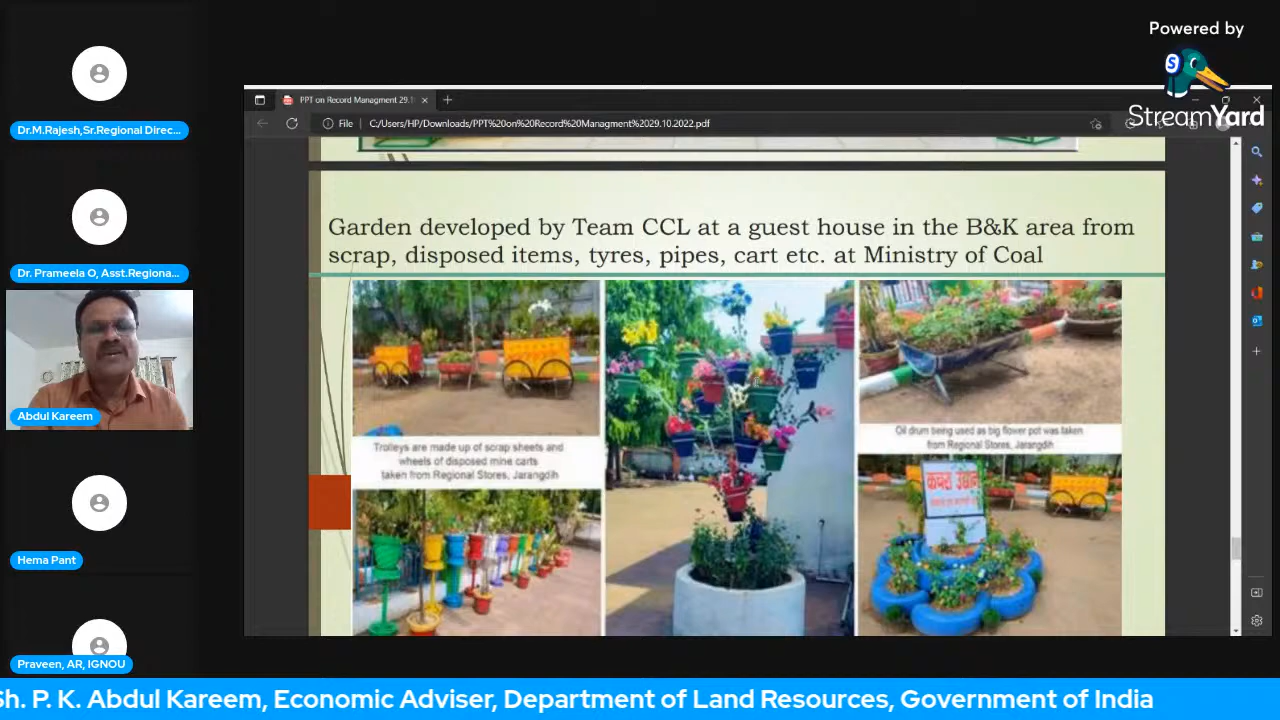 Powered by
S
StreamYard
PPT on Record Managment 29.1
File
C:/Users/HP/Downloads/PPT%20on%20Record%20Managment%2029.10.2022.pdf
Dr.M.Rajesh,Sr.Regional Direc...
Dr. Prameela O, Asst.Regiona...
Abdul Kareem
Hema Pant
Praveen, AR, IGNOU
Garden developed by Team CCL at a guest house in the B&K area from
scrap, disposed items, tyres, pipes, cart etc. at Ministry of Coal
Trolleys are made up of scrap sheets and
wheels of disposed mine carts
taken from Regional Stores, Jarangdih
Oil drum being used as big flower pot was taken
from Regional Stores, Jarangdih
कचरा उद्यान
Sh. P. K. Abdul Kareem, Economic Adviser, Department of Land Resources, Government of India